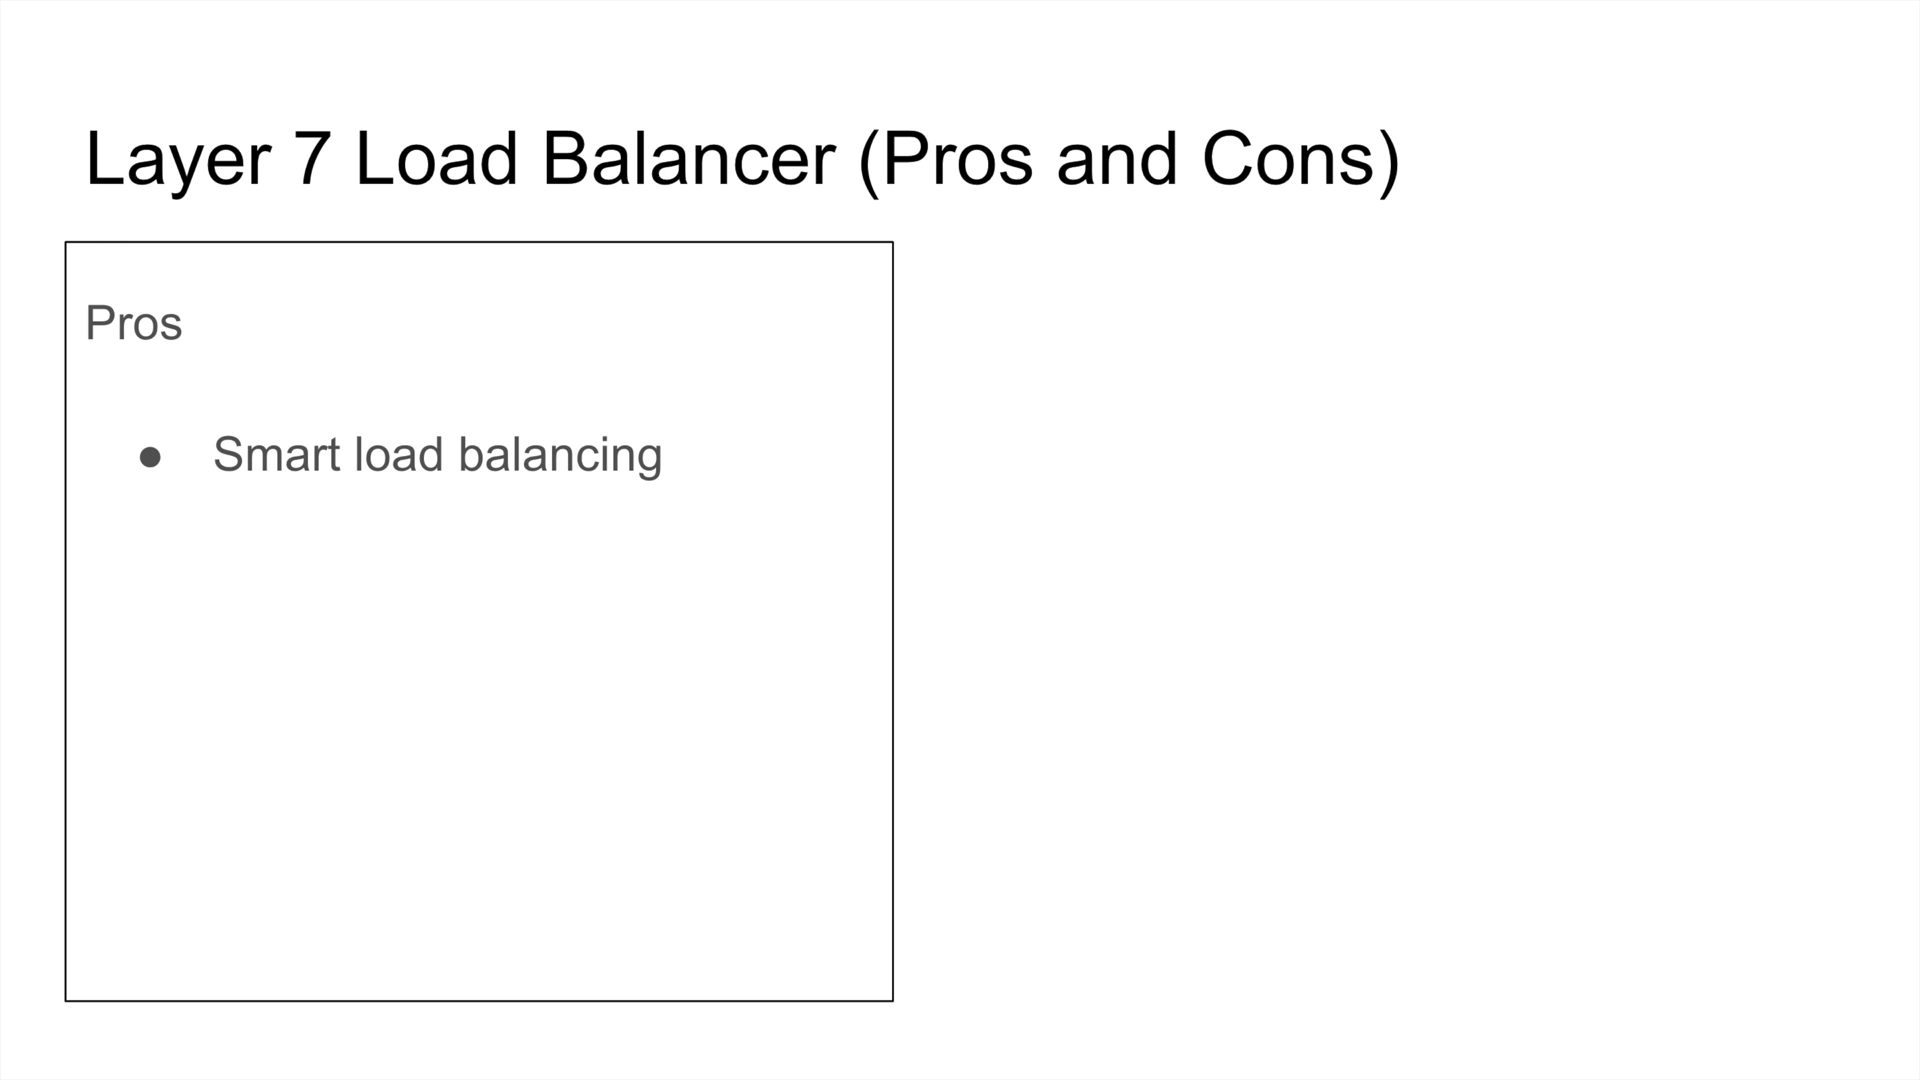 Layer 7 Load Balancer (Pros and Cons)
Pros
● Smart load balancing